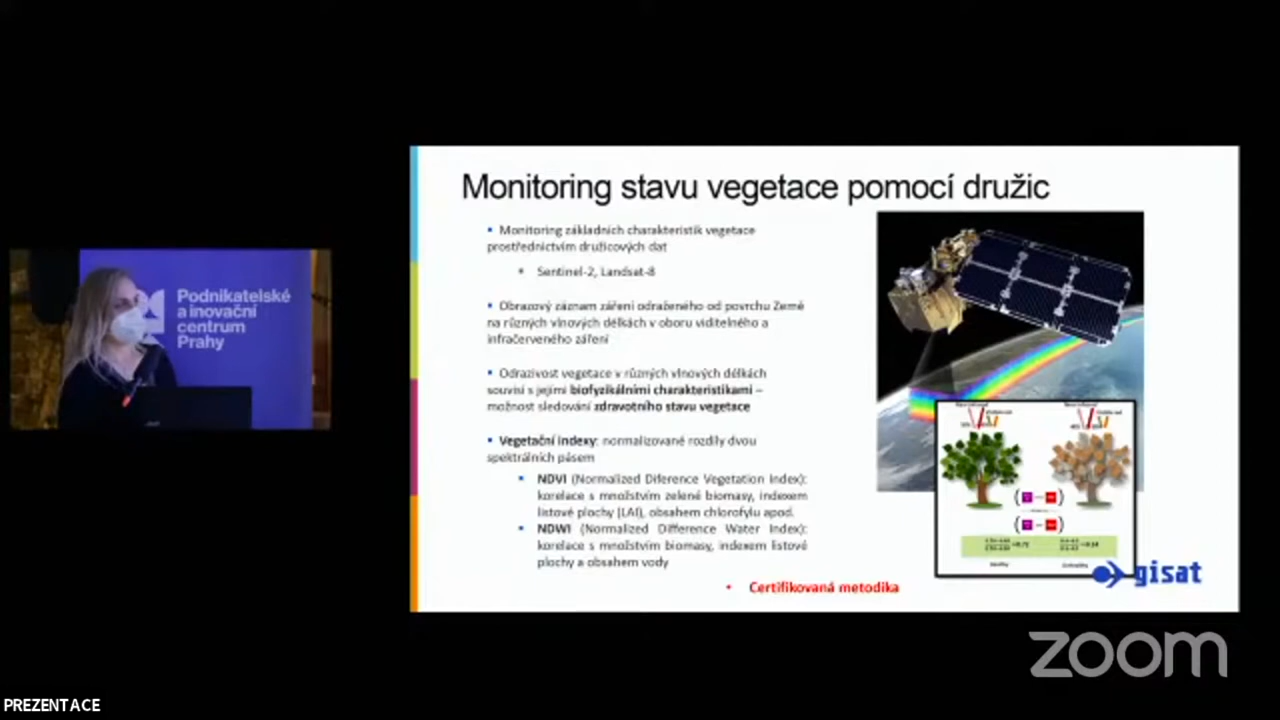 Monitoring stavu vegetace pomocí družic
• Monitoring základních charakteristik vegetace
prostřednictvím družicových dat
• Sentinel-2, Landsat-8
• Obrazový záznam záření odraženého od povrchu Země
na různých vlnových délkách v oboru viditelného a
infračerveného záření
• Odrazivost vegetace v různých vlnových délkách
souvisí s jejími biofyzikálními charakteristikami –
možnost sledování zdravotního stavu vegetace
• Vegetační indexy: normalizované rozdíly dvou
spektrálních pásem
• NDVI (Normalized Diference Vegetation Index):
korelace s množstvím zelené biomasy, indexem
listové plochy (LAI), obsahem chlorofylu apod.
• NDWI (Normalized Difference Water Index):
korelace s množstvím biomasy, indexem listové
plochy a obsahem vody
• Certifikovaná metodika
gisat
Podnikatelské
a inovační
centrum
Prahy
zoom
PREZENTACE